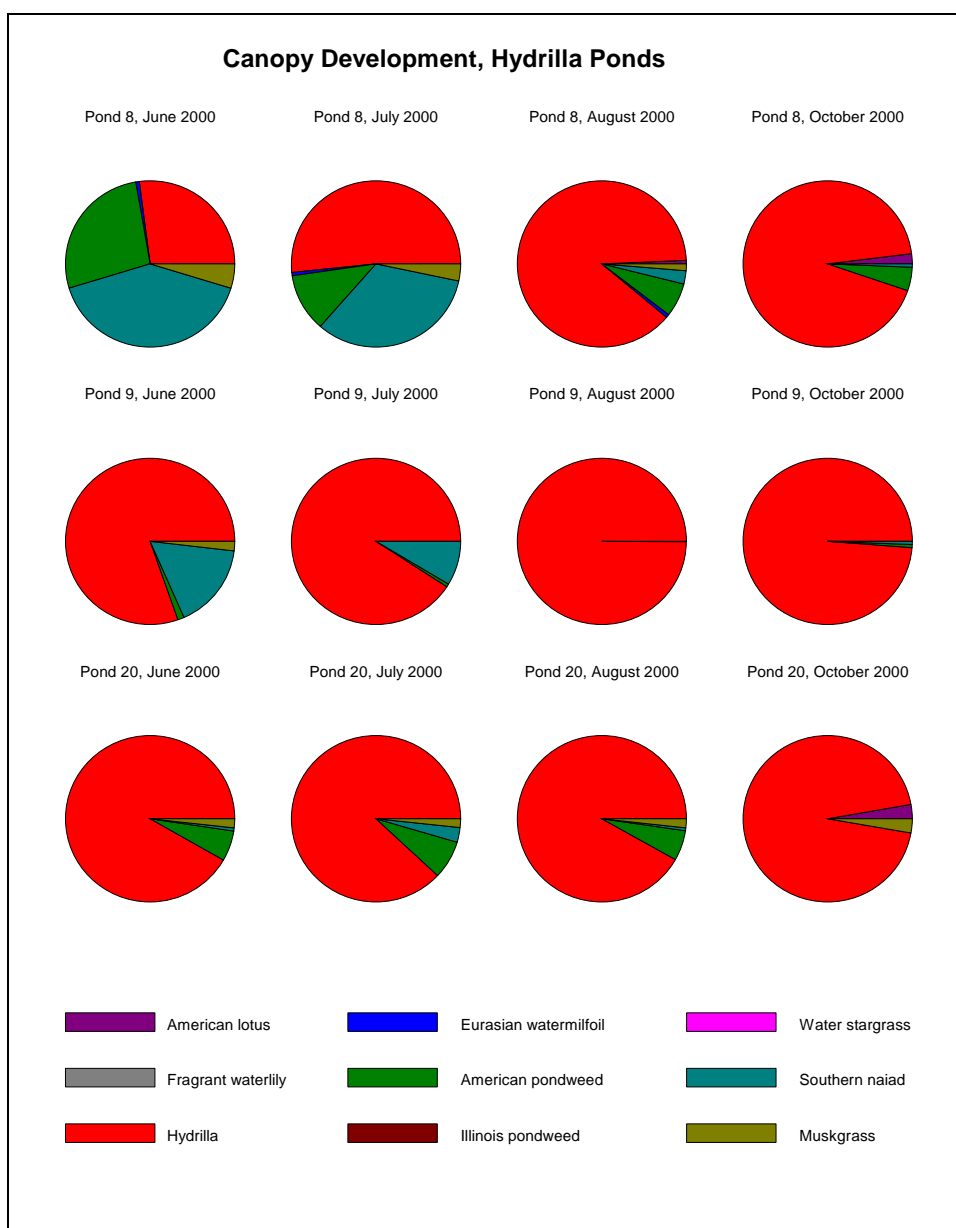 Canopy Development, Hydrilla Ponds
Pond 8, June 2000 Pond 8, July 2000 Pond 8, August 2000 Pond 8, October 2000
Pond 9, June 2000 Pond 9, July 2000 Pond 9, August 2000 Pond 9, October 2000
Pond 20, June 2000 Pond 20, July 2000 Pond 20, August 2000 Pond 20, October 2000
American lotus Eurasian watermilfoil Water stargrass
Fragrant waterlily American pondweed Southern naiad
Hydrilla Illinois pondweed Muskgrass